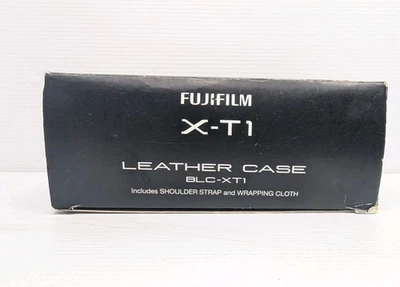 FUJIFILM
X-T1
LEATHER CASE
BLC-XT1
Includes SHOULDER STRAP and WRAPPING CLOTH